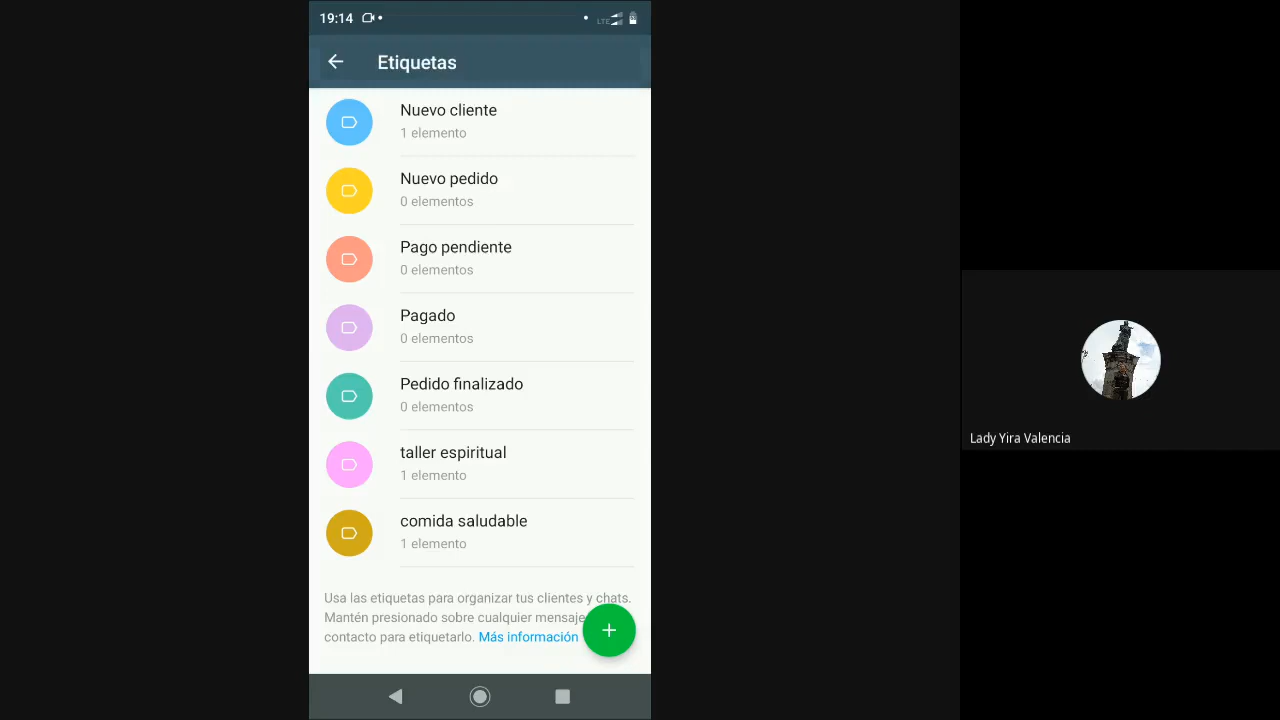 19:14
LTE
Etiquetas
Nuevo cliente
1 elemento
Nuevo pedido
0 elementos
Pago pendiente
0 elementos
Pagado
0 elementos
Pedido finalizado
0 elementos
taller espiritual
1 elemento
comida saludable
1 elemento
Usa las etiquetas para organizar tus clientes y chats.
Mantén presionado sobre cualquier mensaje
contacto para etiquetarlo. Más información
Lady Yira Valencia